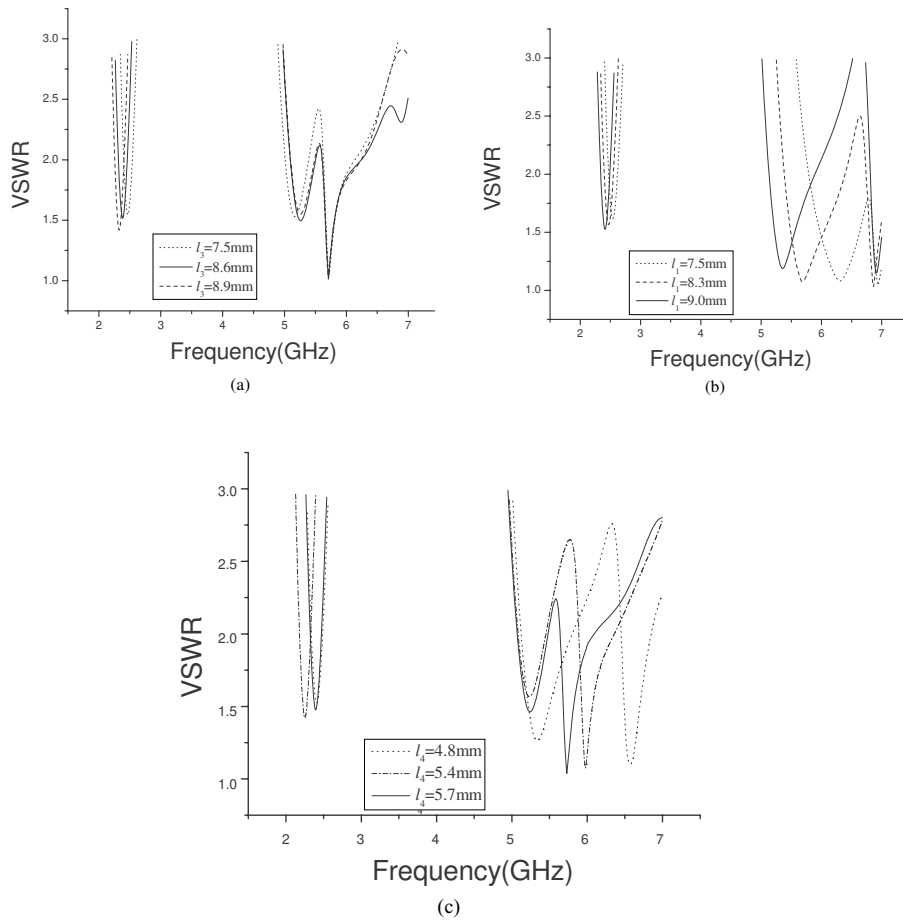 3.0
2.5
2.0
1.5
1.0
VSWR
l3=7.5mm
l3=8.6mm
l3=8.9mm
2 3 4 5 6 7
Frequency(GHz)
(a)
3.0
2.5
2.0
1.5
1.0
VSWR
l1=7.5mm
l1=8.3mm
l1=9.0mm
2 3 4 5 6 7
Frequency(GHz)
(b)
3.0
2.5
2.0
1.5
1.0
VSWR
l4=4.8mm
l4=5.4mm
l4=5.7mm
2 3 4 5 6 7
Frequency(GHz)
(c)